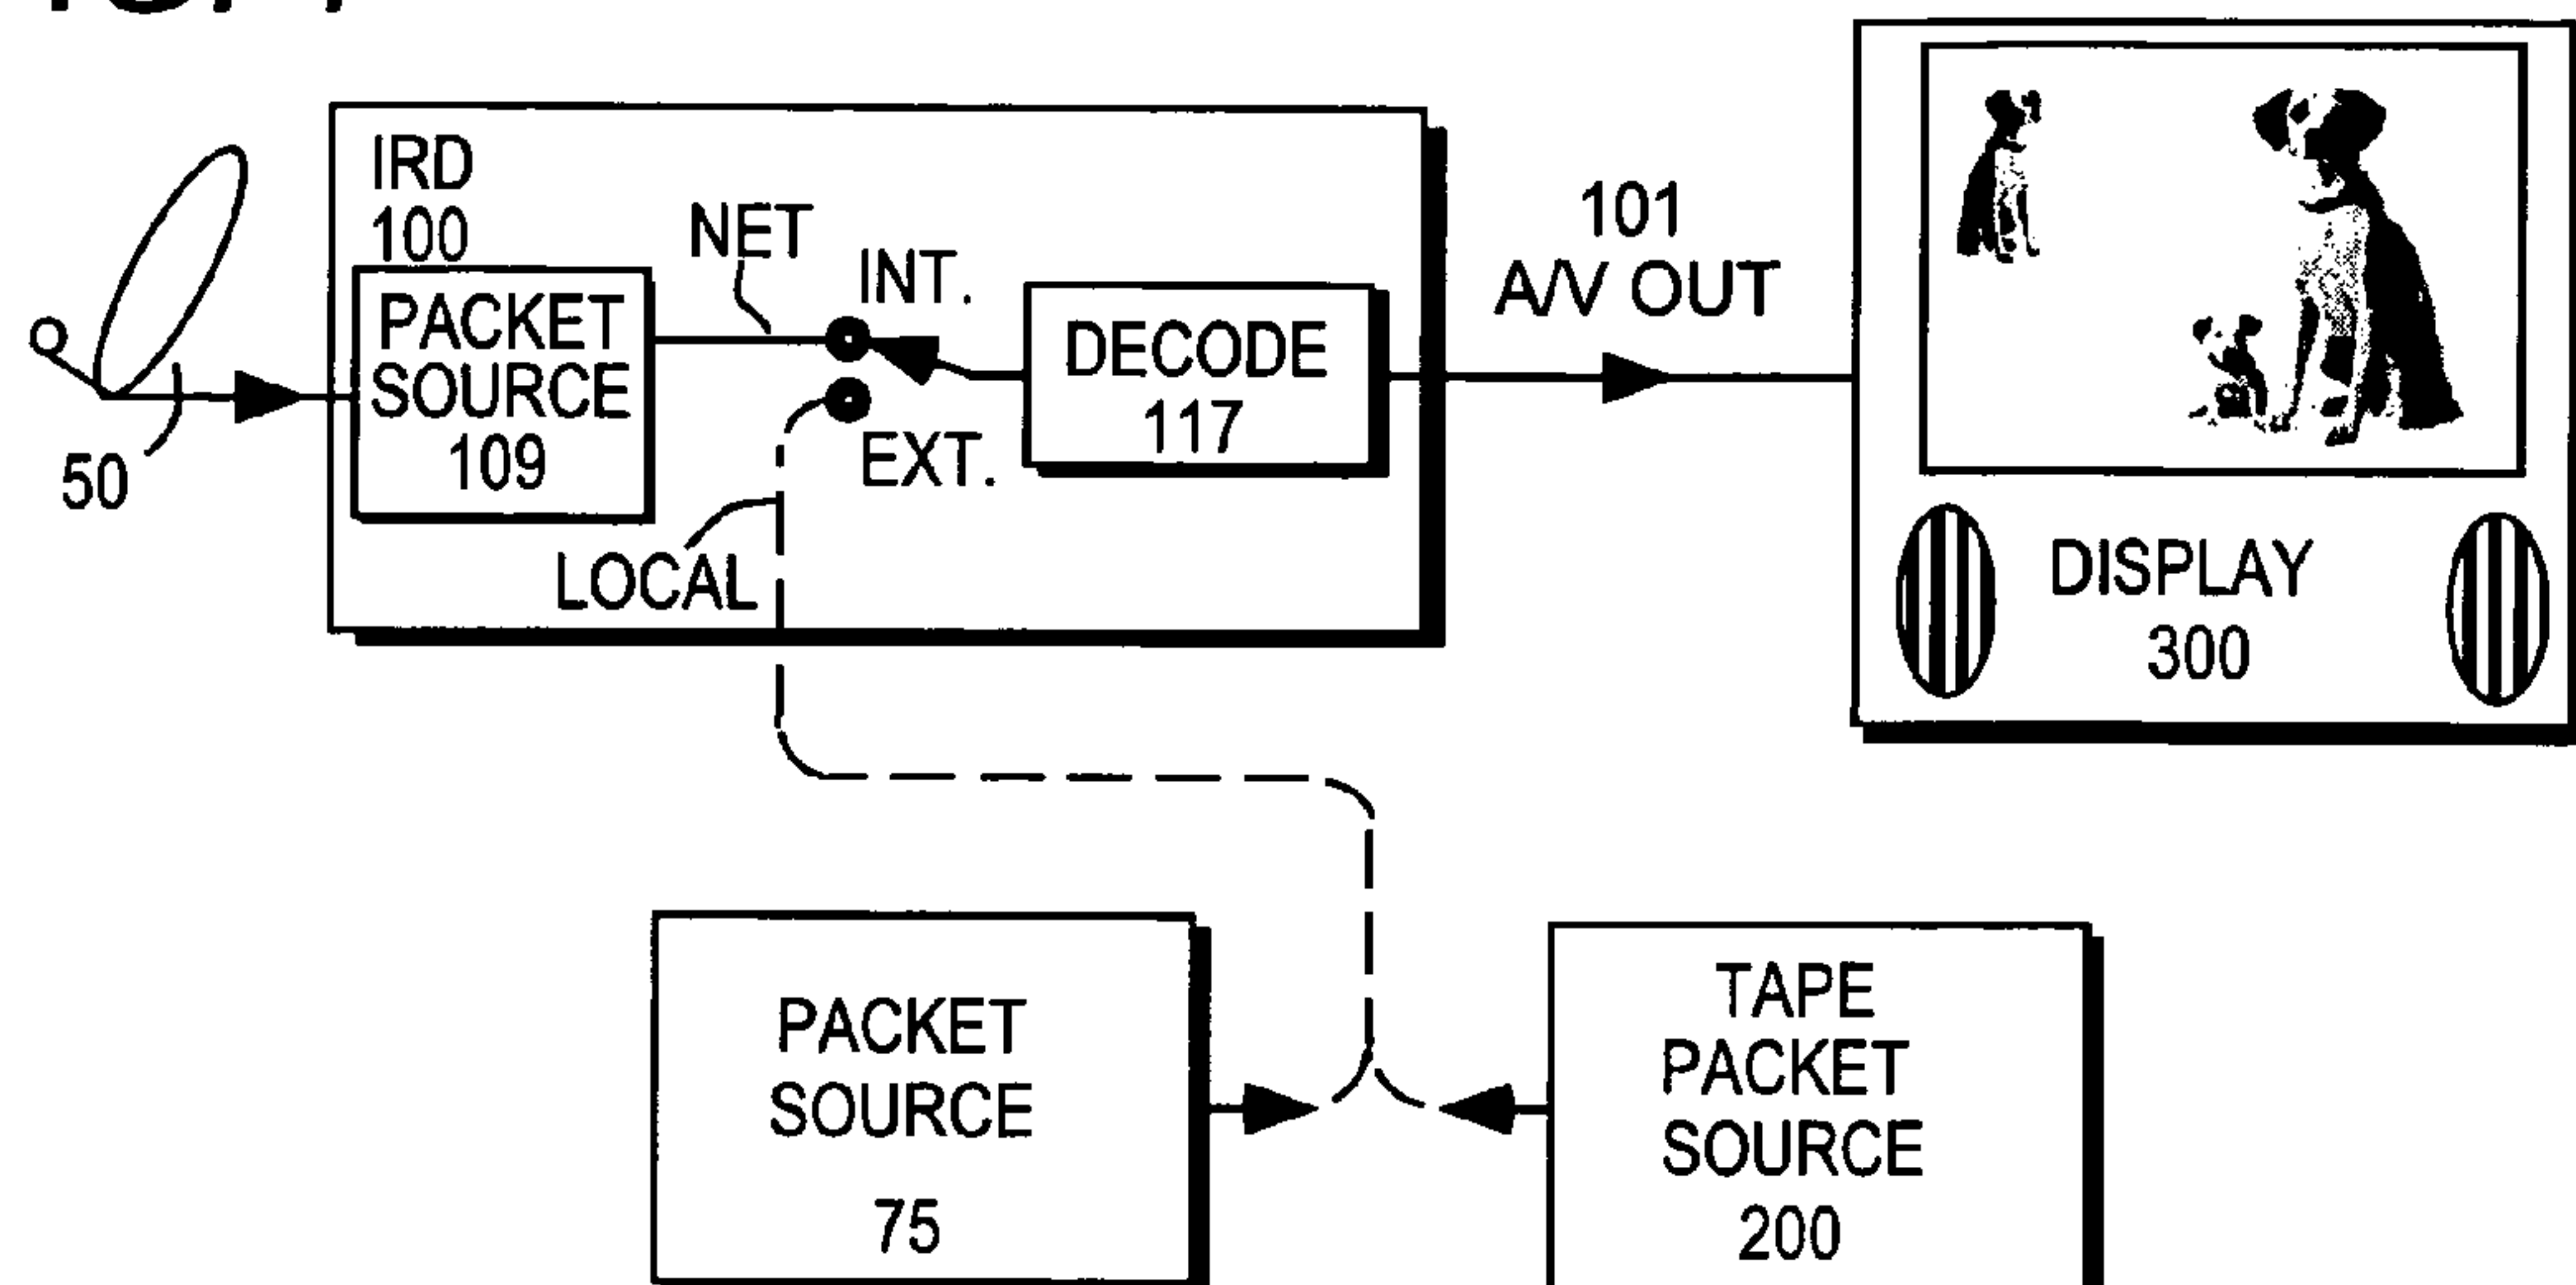 IRD
100
PACKET
SOURCE
109
50
NET
INT.
EXT.
LOCAL
DECODE
117
101
A/V OUT
DISPLAY
300
PACKET
SOURCE
75
TAPE
PACKET
SOURCE
200